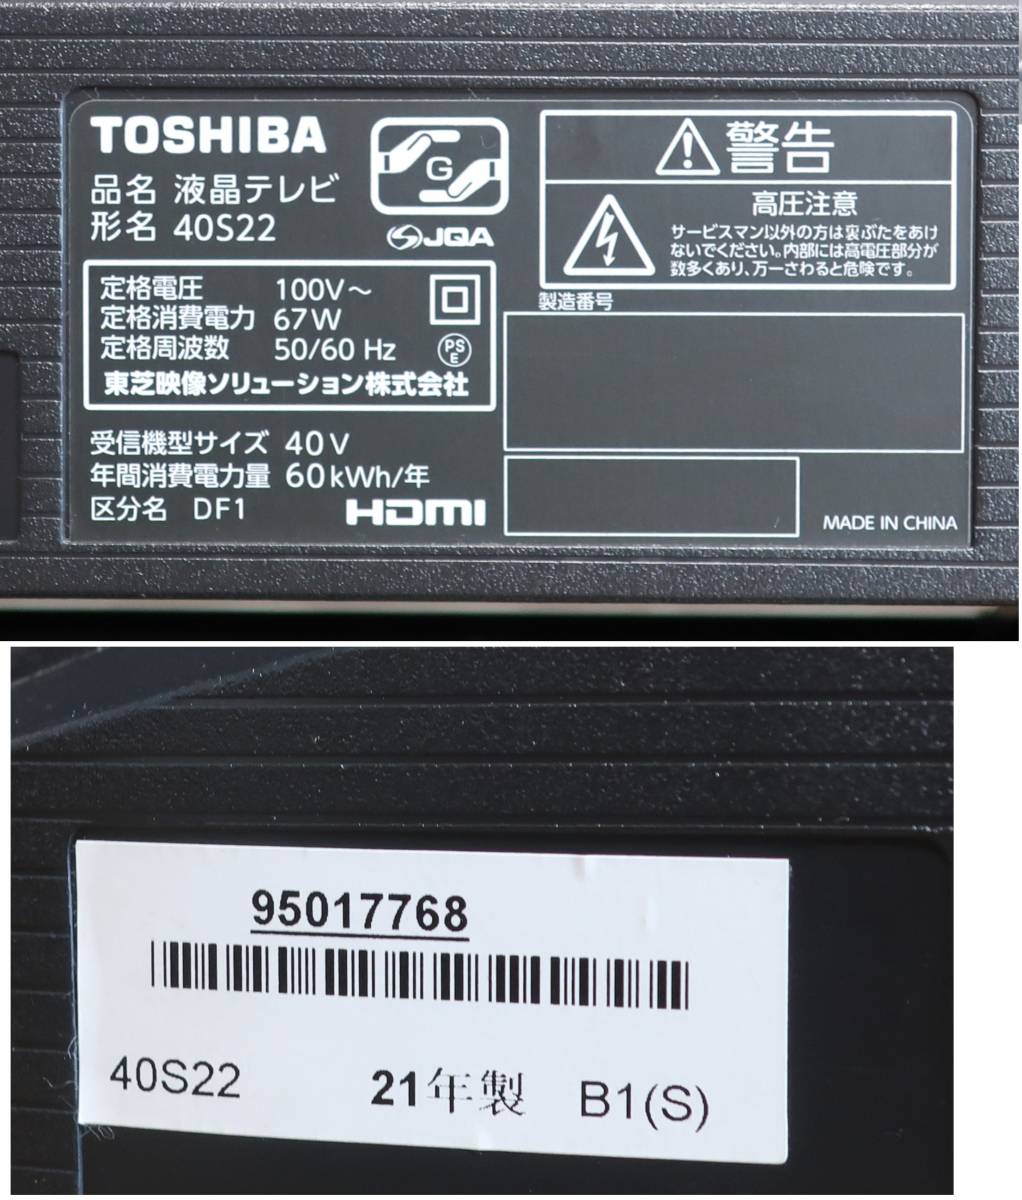 TOSHIBA
品名 液晶テレビ
形名 40S22
G
JQA
定格電圧 100V～
定格消費電力 67W
定格周波数 50/60 Hz
PS
E
東芝映像ソリューション株式会社
受信機型サイズ 40V
年間消費電力量 60kWh/年
区分名 DF1
HDMI
警告
高圧注意
サービスマン以外の方は裏ぶたをあけ
ないでください。内部には高電圧部分が
数多くあり、万一さわると危険です。
製造番号
MADE IN CHINA
95017768
40S22 21年製 B1(S)